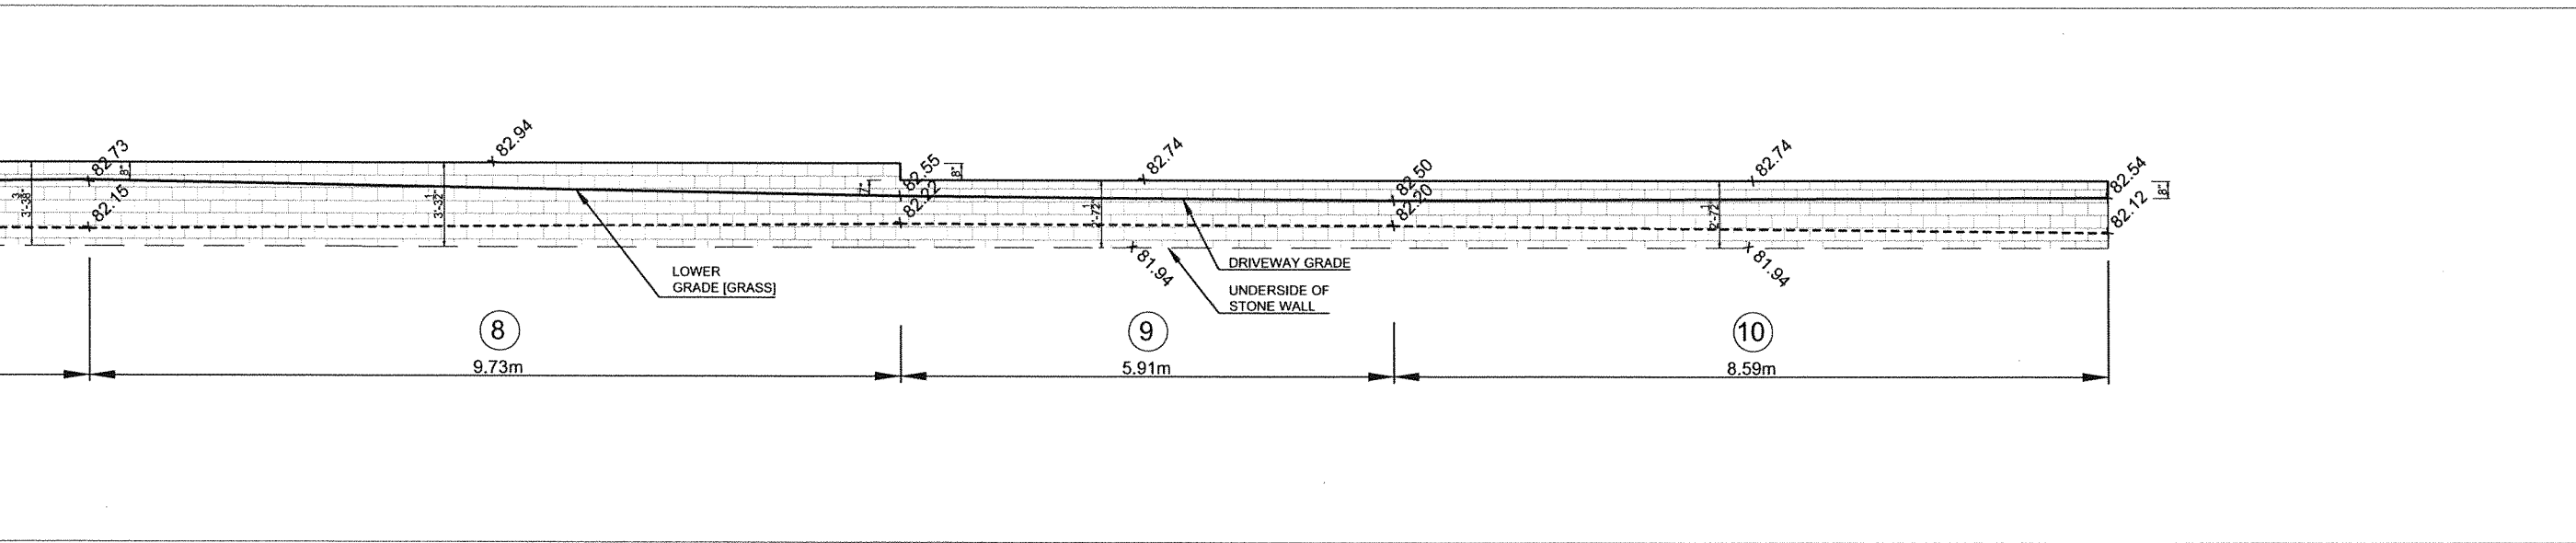 82.73
82.15
8"
82.94
82.55
82.22
7"
8"
82.74
82.50
82.20
82.74
82.54
82.12
8"
81.94
81.94
LOWER
GRADE [GRASS]
DRIVEWAY GRADE
UNDERSIDE OF
STONE WALL
8
9
10
9.73m
5.91m
8.59m